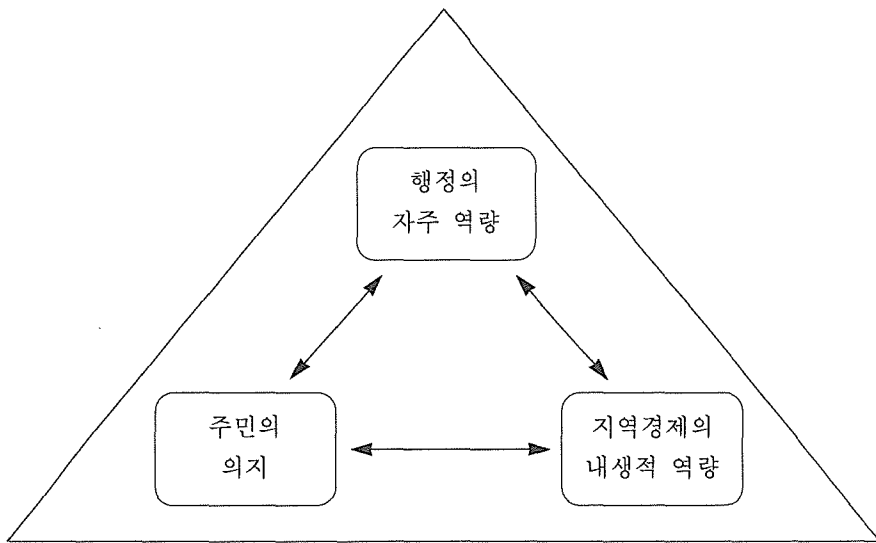 행정의
자주 역량
주민의
의지
지역경제의
내생적 역량